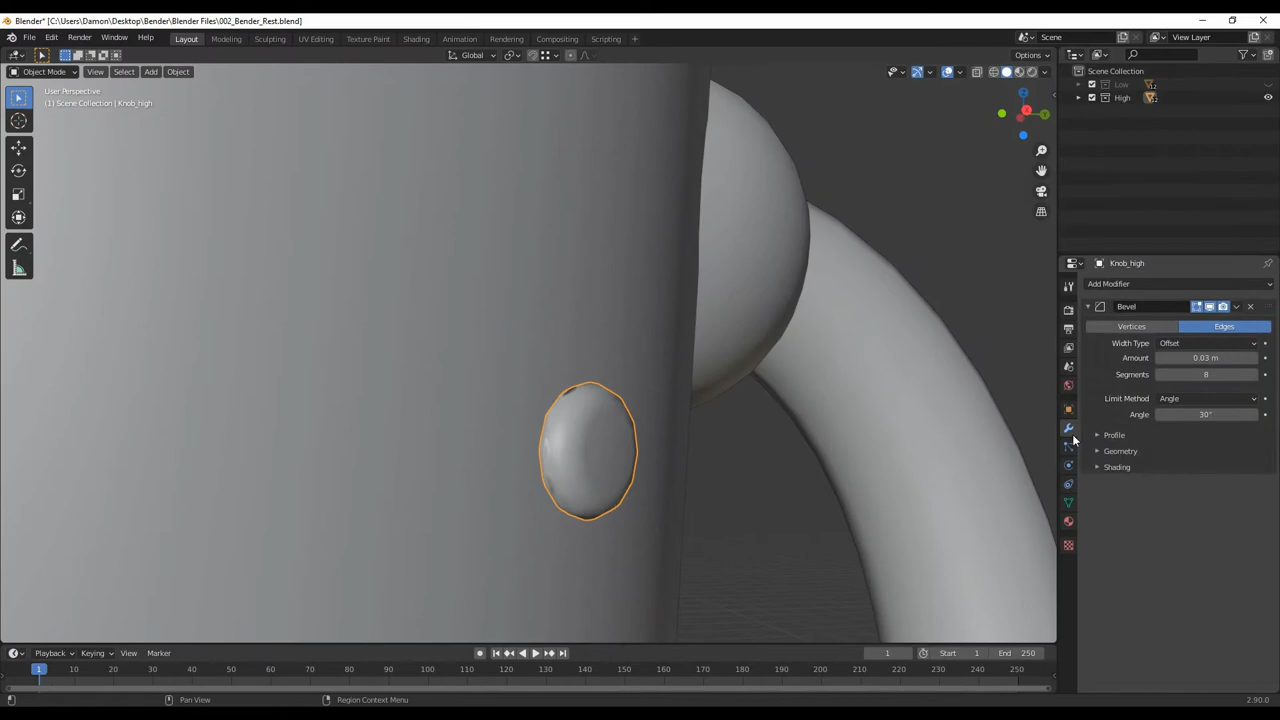 Blender* [C:\Users\Damon\Desktop\Bender\Blender Files\002_Bender_Rest.blend]
File Edit Render Window Help Layout Modeling Sculpting UV Editing Texture Paint Shading Animation Rendering Compositing Scripting + Scene View Layer
Global Options
Object Mode View Select Add Object
User Perspective
(1) Scene Collection | Knob_high
Scene Collection
Low 12
High 12
X
Y
Z
Knob_high
Add Modifier
Bevel
Vertices Edges
Width Type Offset
Amount 0.03 m
Segments 8
Limit Method Angle
Angle 30°
Profile
Geometry
Shading
Playback Keying View Marker 1 Start 1 End 250
1 10 20 30 40 50 60 70 80 90 100 110 120 130 140 150 160 170 180 190 200 210 220 230 240 250
Pan View Region Context Menu 2.90.0